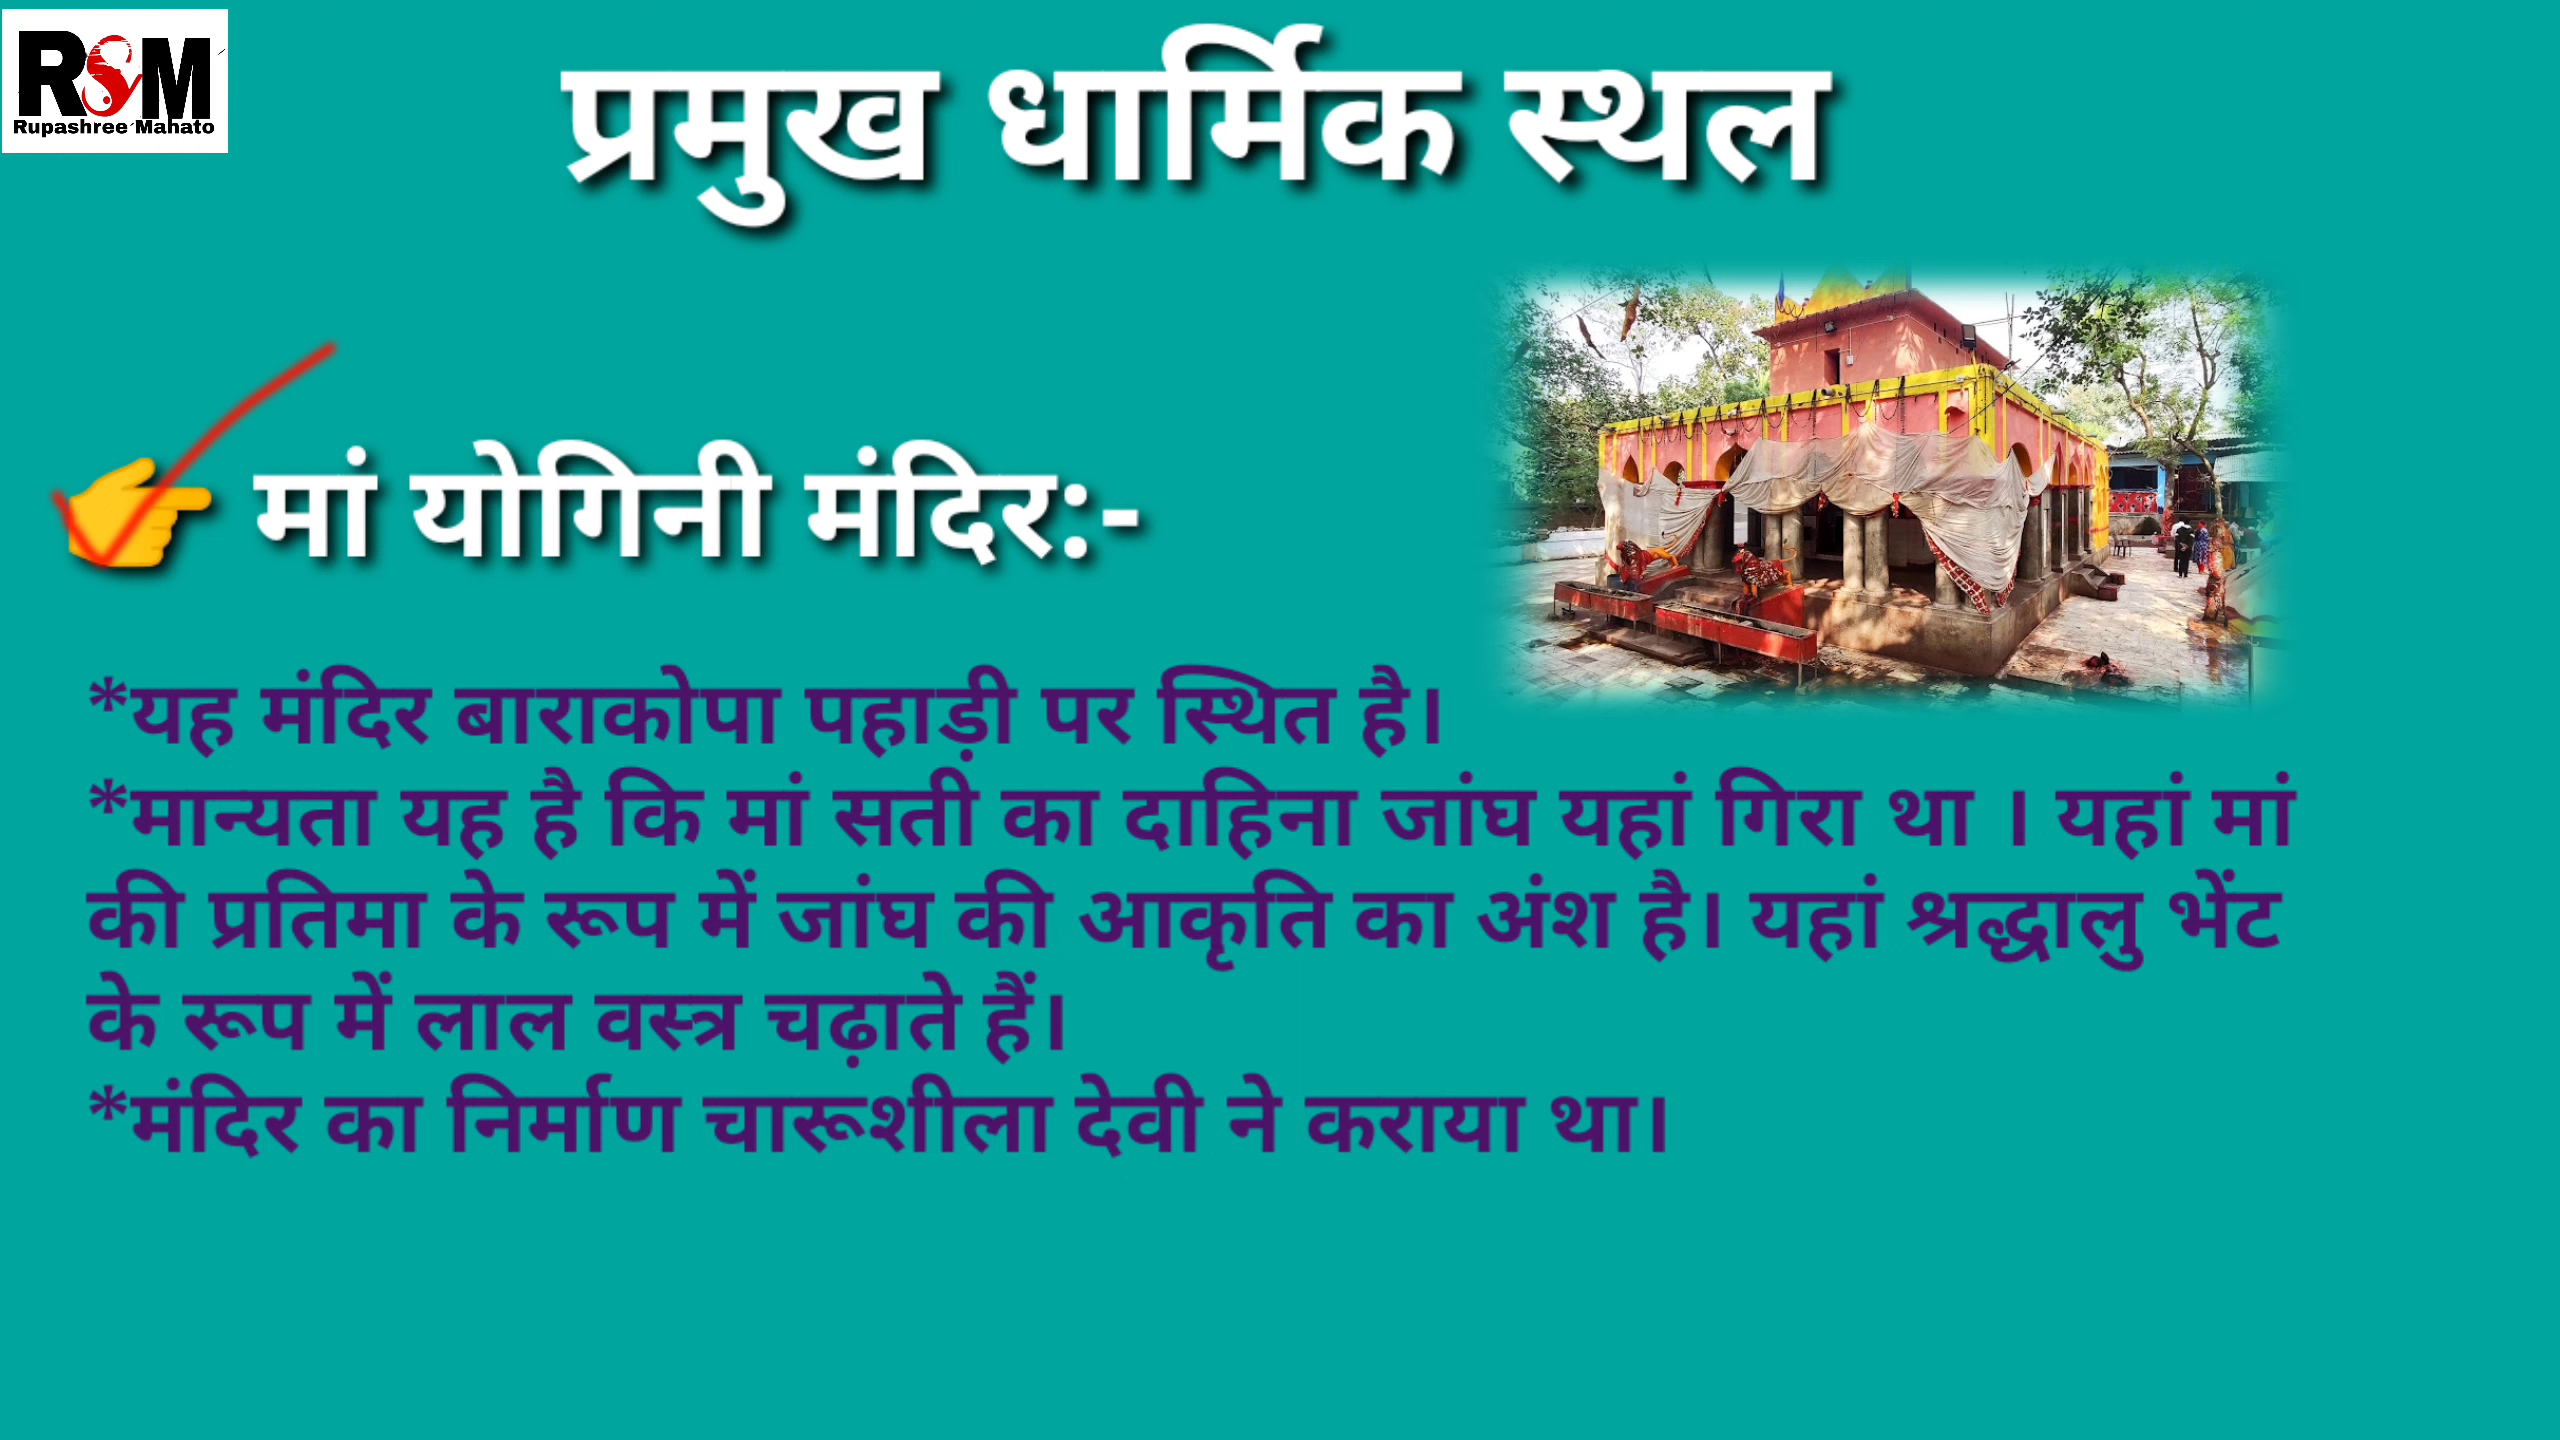 RSM
Rupashree Mahato
प्रमुख धार्मिक स्थल
👉 मां योगिनी मंदिर:-
*यह मंदिर बाराकोपा पहाड़ी पर स्थित है।
*मान्यता यह है कि मां सती का दाहिना जांघ यहां गिरा था । यहां मां
की प्रतिमा के रूप में जांघ की आकृति का अंश है। यहां श्रद्धालु भेंट
के रूप में लाल वस्त्र चढ़ाते हैं।
*मंदिर का निर्माण चारूशीला देवी ने कराया था।